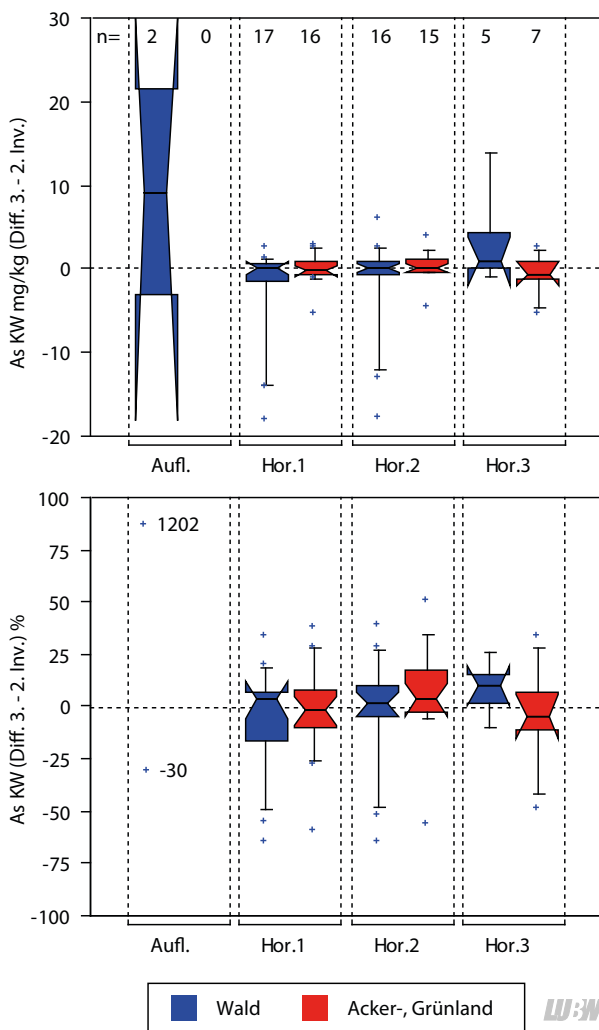 As KW mg/kg (Diff. 3. - 2. Inv.)
30
20
10
0
-10
-20
n= 2 0 17 16 16 15 5 7
Aufl. Hor.1 Hor.2 Hor.3
As KW (Diff. 3. - 2. Inv.) %
100
75
50
25
0
-25
-50
-75
-100
1202
-30
Aufl. Hor.1 Hor.2 Hor.3
Wald Acker-, Grünland
LUBW